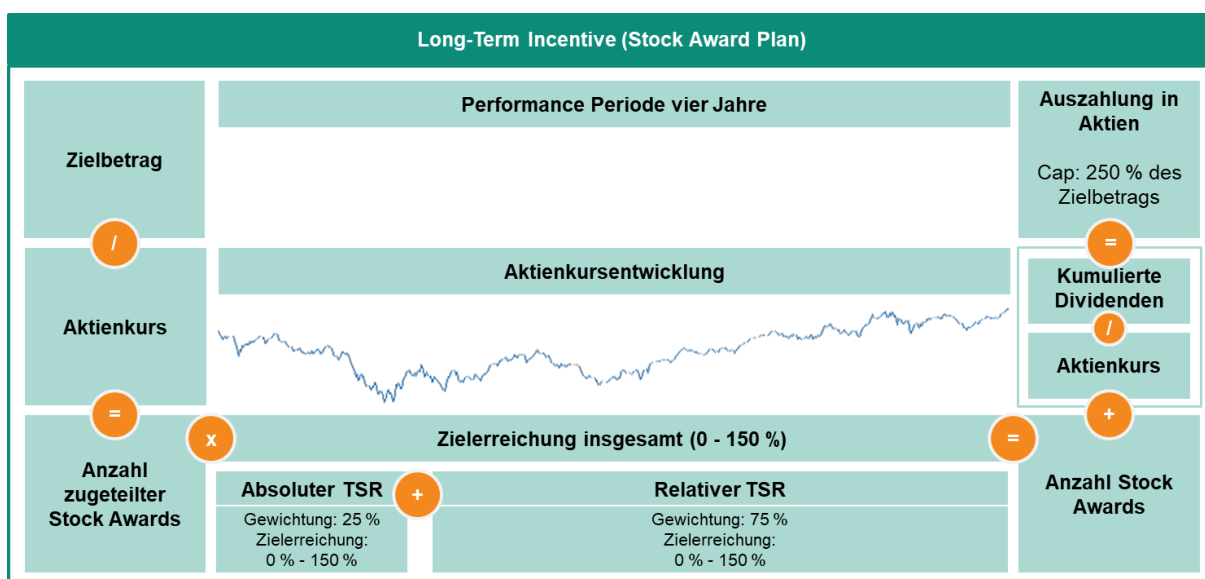 Long-Term Incentive (Stock Award Plan)
Zielbetrag
/
Aktienkurs
=
Anzahl
zugeteilter
Stock Awards
x
Performance Periode vier Jahre
Aktienkursentwicklung
Zielerreichung insgesamt (0 - 150 %)
Absoluter TSR
Gewichtung: 25 %
Zielerreichung:
0 % - 150 %
+
Relativer TSR
Gewichtung: 75 %
Zielerreichung:
0 % - 150 %
=
Anzahl Stock
Awards
+
Kumulierte
Dividenden
/
Aktienkurs
=
Auszahlung in
Aktien
Cap: 250 % des
Zielbetrags